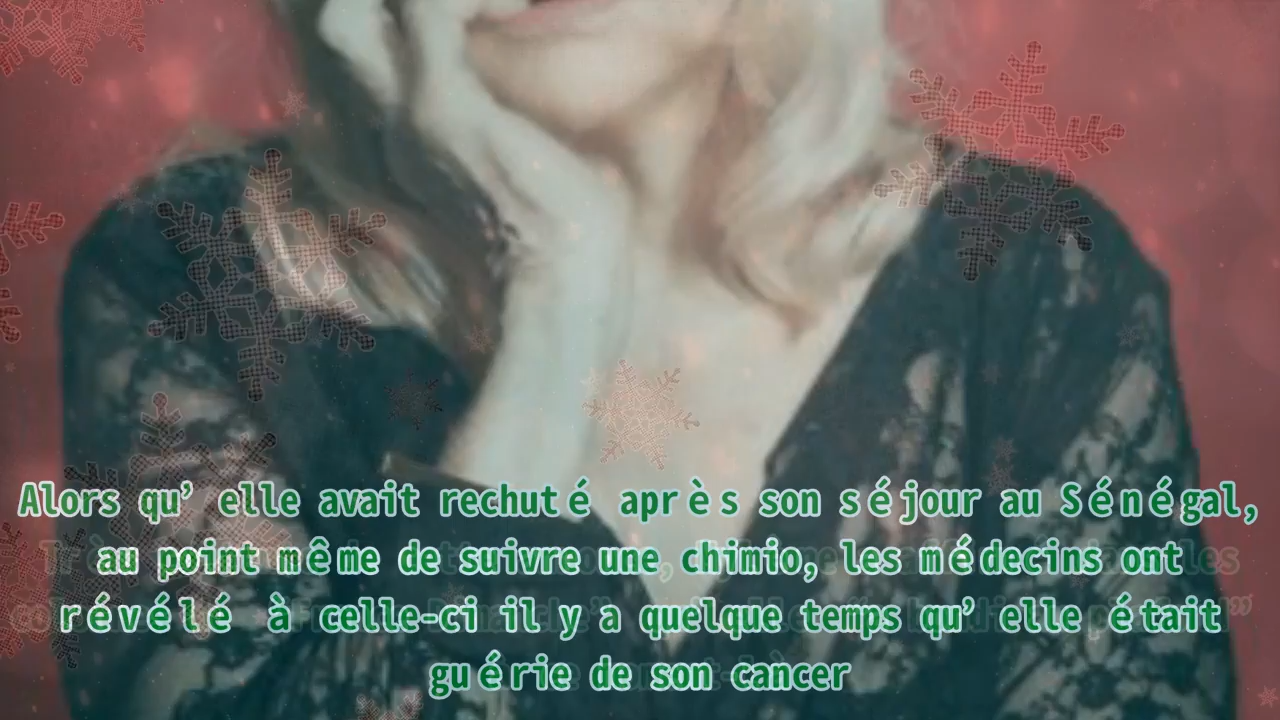 Alors qu’ elle avait rechuté après son séjour au Sénégal,
au point même de suivre une chimio, les médecins ont
révélé à celle-ci il y a quelque temps qu’ elle était
guérie de son cancer